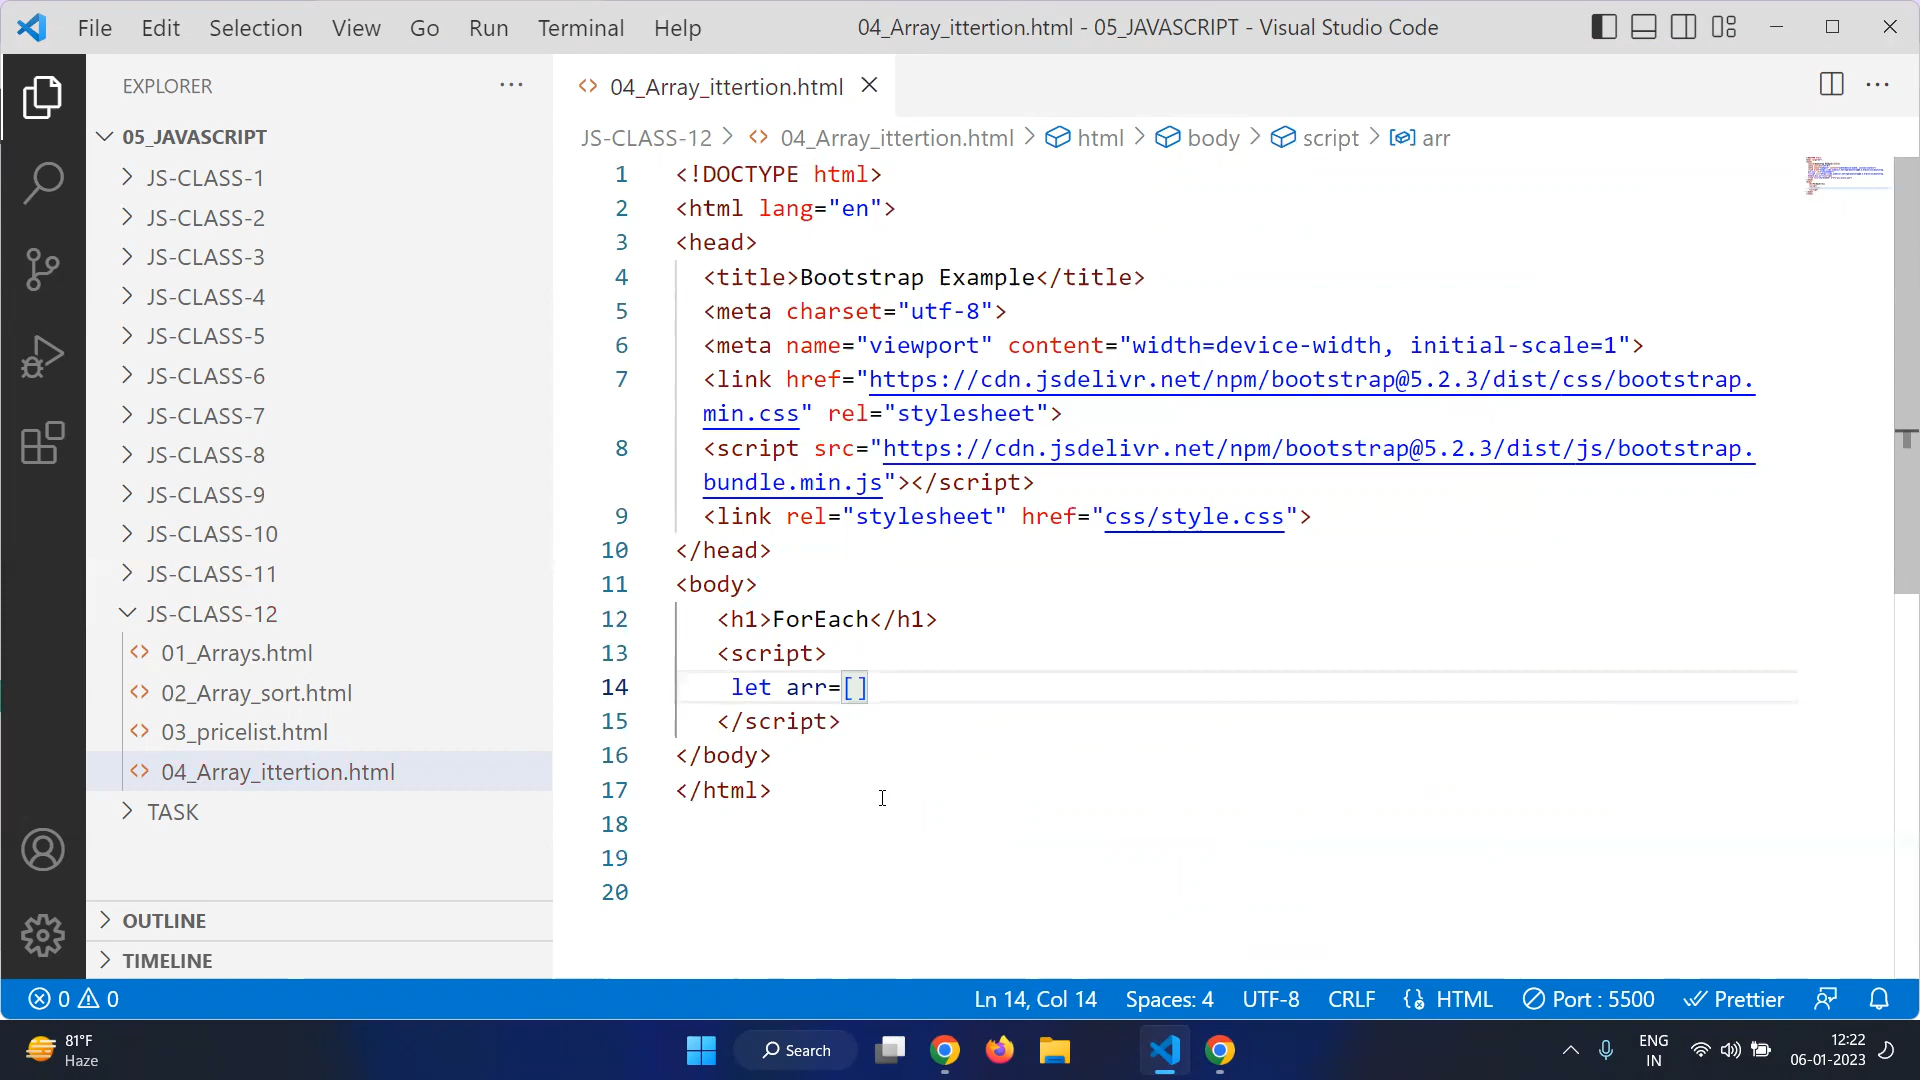 File Edit Selection View Go Run Terminal Help
04_Array_ittertion.html - 05_JAVASCRIPT - Visual Studio Code
EXPLORER
05_JAVASCRIPT
JS-CLASS-1
JS-CLASS-2
JS-CLASS-3
JS-CLASS-4
JS-CLASS-5
JS-CLASS-6
JS-CLASS-7
JS-CLASS-8
JS-CLASS-9
JS-CLASS-10
JS-CLASS-11
JS-CLASS-12
01_Arrays.html
02_Array_sort.html
03_pricelist.html
04_Array_ittertion.html
TASK
OUTLINE
TIMELINE
04_Array_ittertion.html
JS-CLASS-12 > 04_Array_ittertion.html > html > body > script > arr
1 <!DOCTYPE html>
2 <html lang="en">
3 <head>
4 <title>Bootstrap Example</title>
5 <meta charset="utf-8">
6 <meta name="viewport" content="width=device-width, initial-scale=1">
7 <link href="https://cdn.jsdelivr.net/npm/bootstrap@5.2.3/dist/css/bootstrap.
min.css" rel="stylesheet">
8 <script src="https://cdn.jsdelivr.net/npm/bootstrap@5.2.3/dist/js/bootstrap.
bundle.min.js"></script>
9 <link rel="stylesheet" href="css/style.css">
10 </head>
11 <body>
12 <h1>ForEach</h1>
13 <script>
14 let arr=[]
15 </script>
16 </body>
17 </html>
18
19
20
0 0
Ln 14, Col 14 Spaces: 4 UTF-8 CRLF HTML Port : 5500 Prettier
81°F
Haze
Search
ENG
IN
12:22
06-01-2023